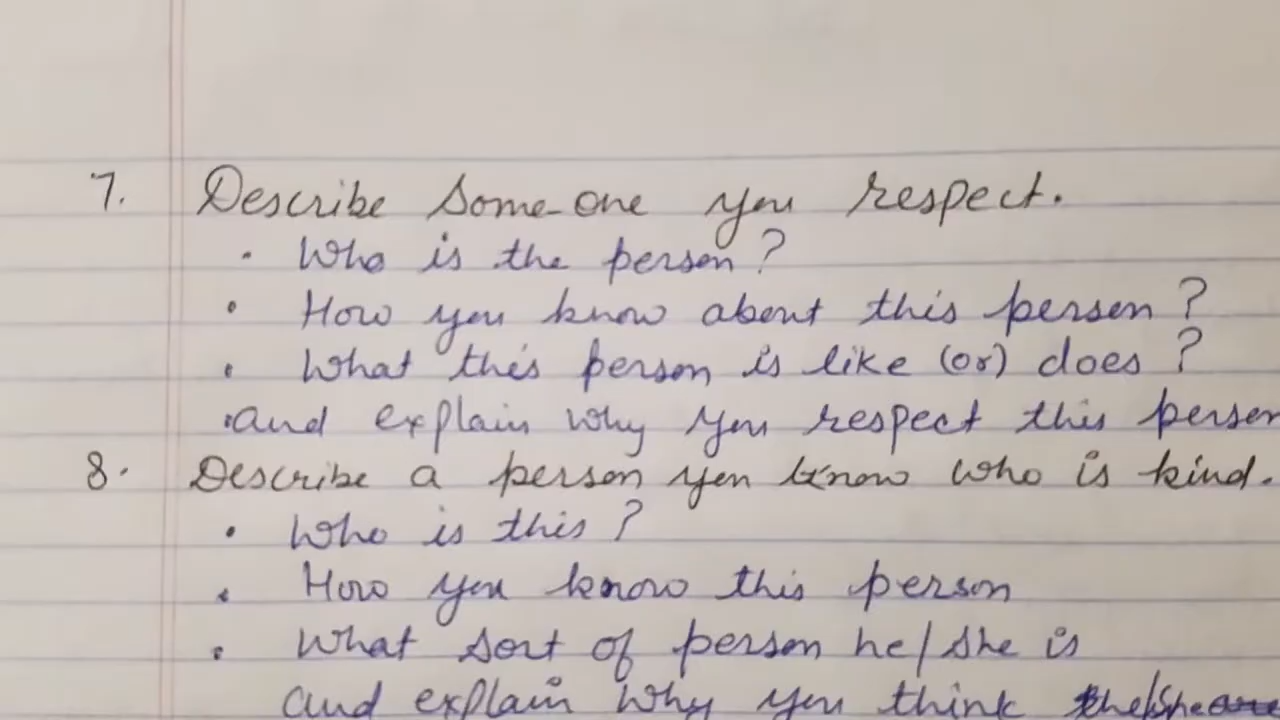 7. Describe Some-one you respect.
· Who is the person?
· How you know about this person?
· What this person is like (or) does?
· and explain why you respect this person
8. Describe a person you know who is kind.
· Who is this?
· How you know this person
· What sort of person he/she is
and explain why you think